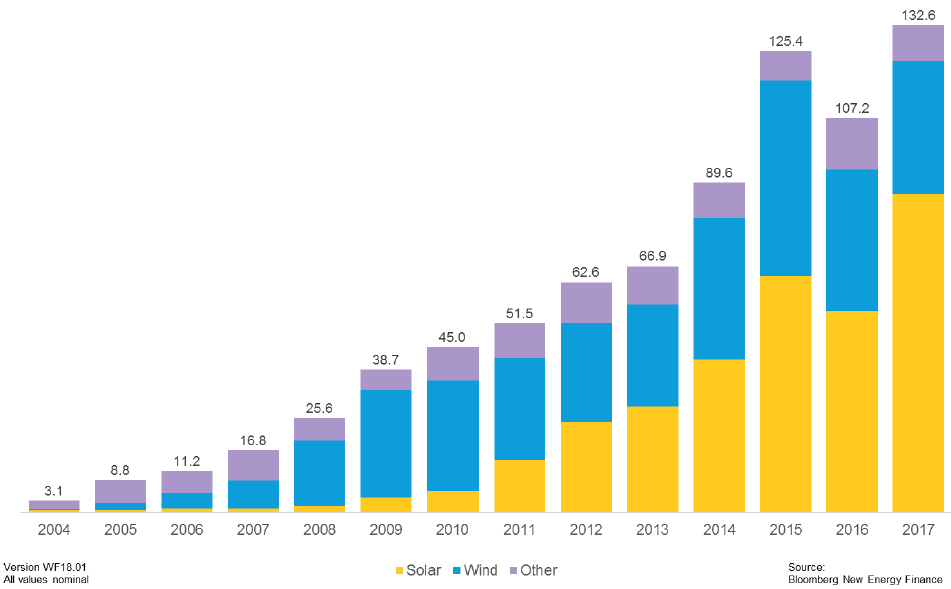 132.6
125.4
107.2
89.6
66.9
62.6
51.5
45.0
38.7
25.6
16.8
11.2
8.8
3.1
2004 2005 2006 2007 2008 2009 2010 2011 2012 2013 2014 2015 2016 2017
Solar Wind Other
Version WF18.01
All values nominal
Source:
Bloomberg New Energy Finance